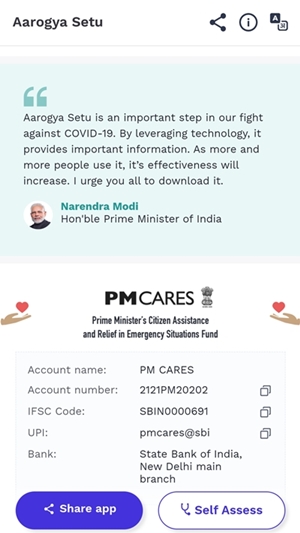 Aarogya Setu
Aarogya Setu is an important step in our fight
against COVID-19. By leveraging technology, it
provides important information. As more and
more people use it, it's effectiveness will
increase. I urge you all to download it.
Narendra Modi
Hon'ble Prime Minister of India
PM CARES
Prime Minister's Citizen Assistance
and Relief in Emergency Situations Fund
Account name: PM CARES
Account number: 2121PM20202
IFSC Code: SBIN0000691
UPI: pmcares@sbi
Bank: State Bank of India,
New Delhi main
branch
Share app
Self Assess